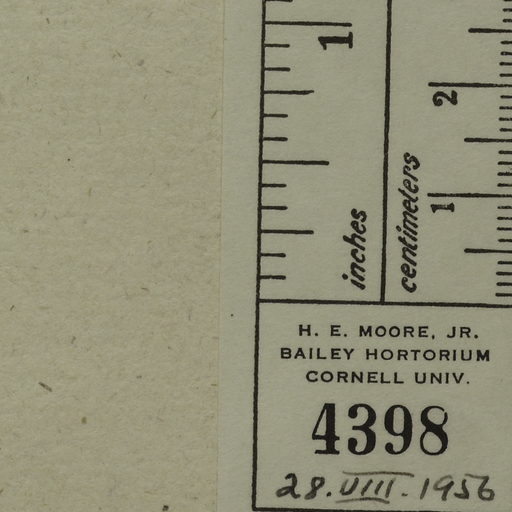 1
2
1
inches
centimeters
H. E. MOORE, JR.
BAILEY HORTORIUM
CORNELL UNIV.
4398
28.VIII.1956